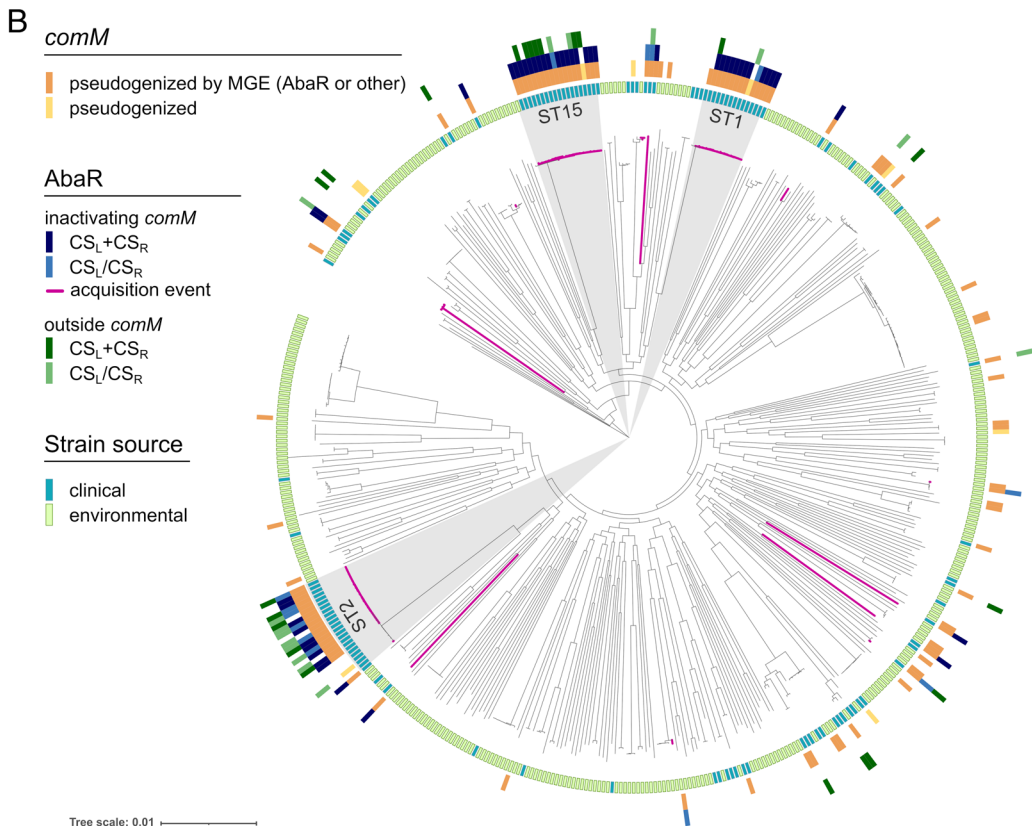 B
comM
pseudogenized by MGE (AbaR or other)
pseudogenized
AbaR
inactivating comM
CSL+CSR
CSL/CSR
acquisition event
outside comM
CSL+CSR
CSL/CSR
Strain source
clinical
environmental
ST15
ST1
ST2
Tree scale: 0.01